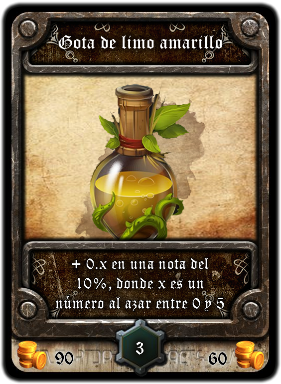 Gota de limo amarillo
+ 0.x en una nota del
10%, donde x es un
número al azar entre 0 y 5
90
3
60